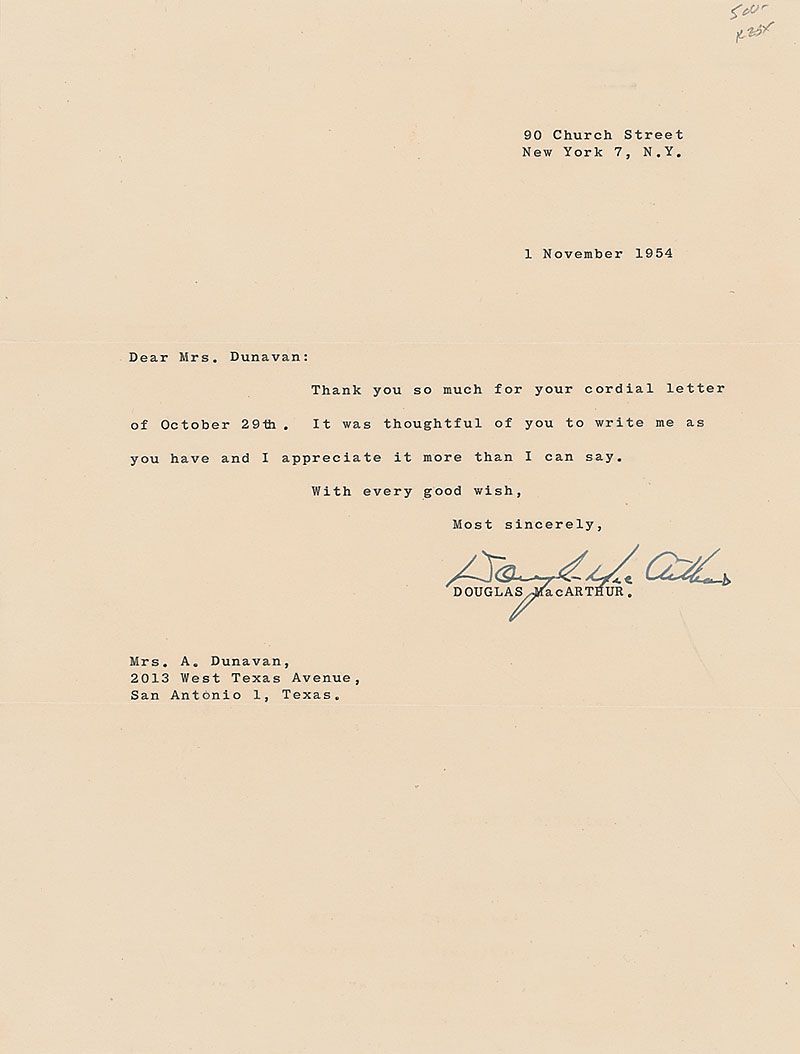 90 Church Street
New York 7, N.Y.
1 November 1954
Dear Mrs. Dunavan:
Thank you so much for your cordial letter
of October 29th. It was thoughtful of you to write me as
you have and I appreciate it more than I can say.
With every good wish,
Most sincerely,
Douglas MacArthur
DOUGLAS MacARTHUR.
Mrs. A. Dunavan,
2013 West Texas Avenue,
San Antonio 1, Texas.